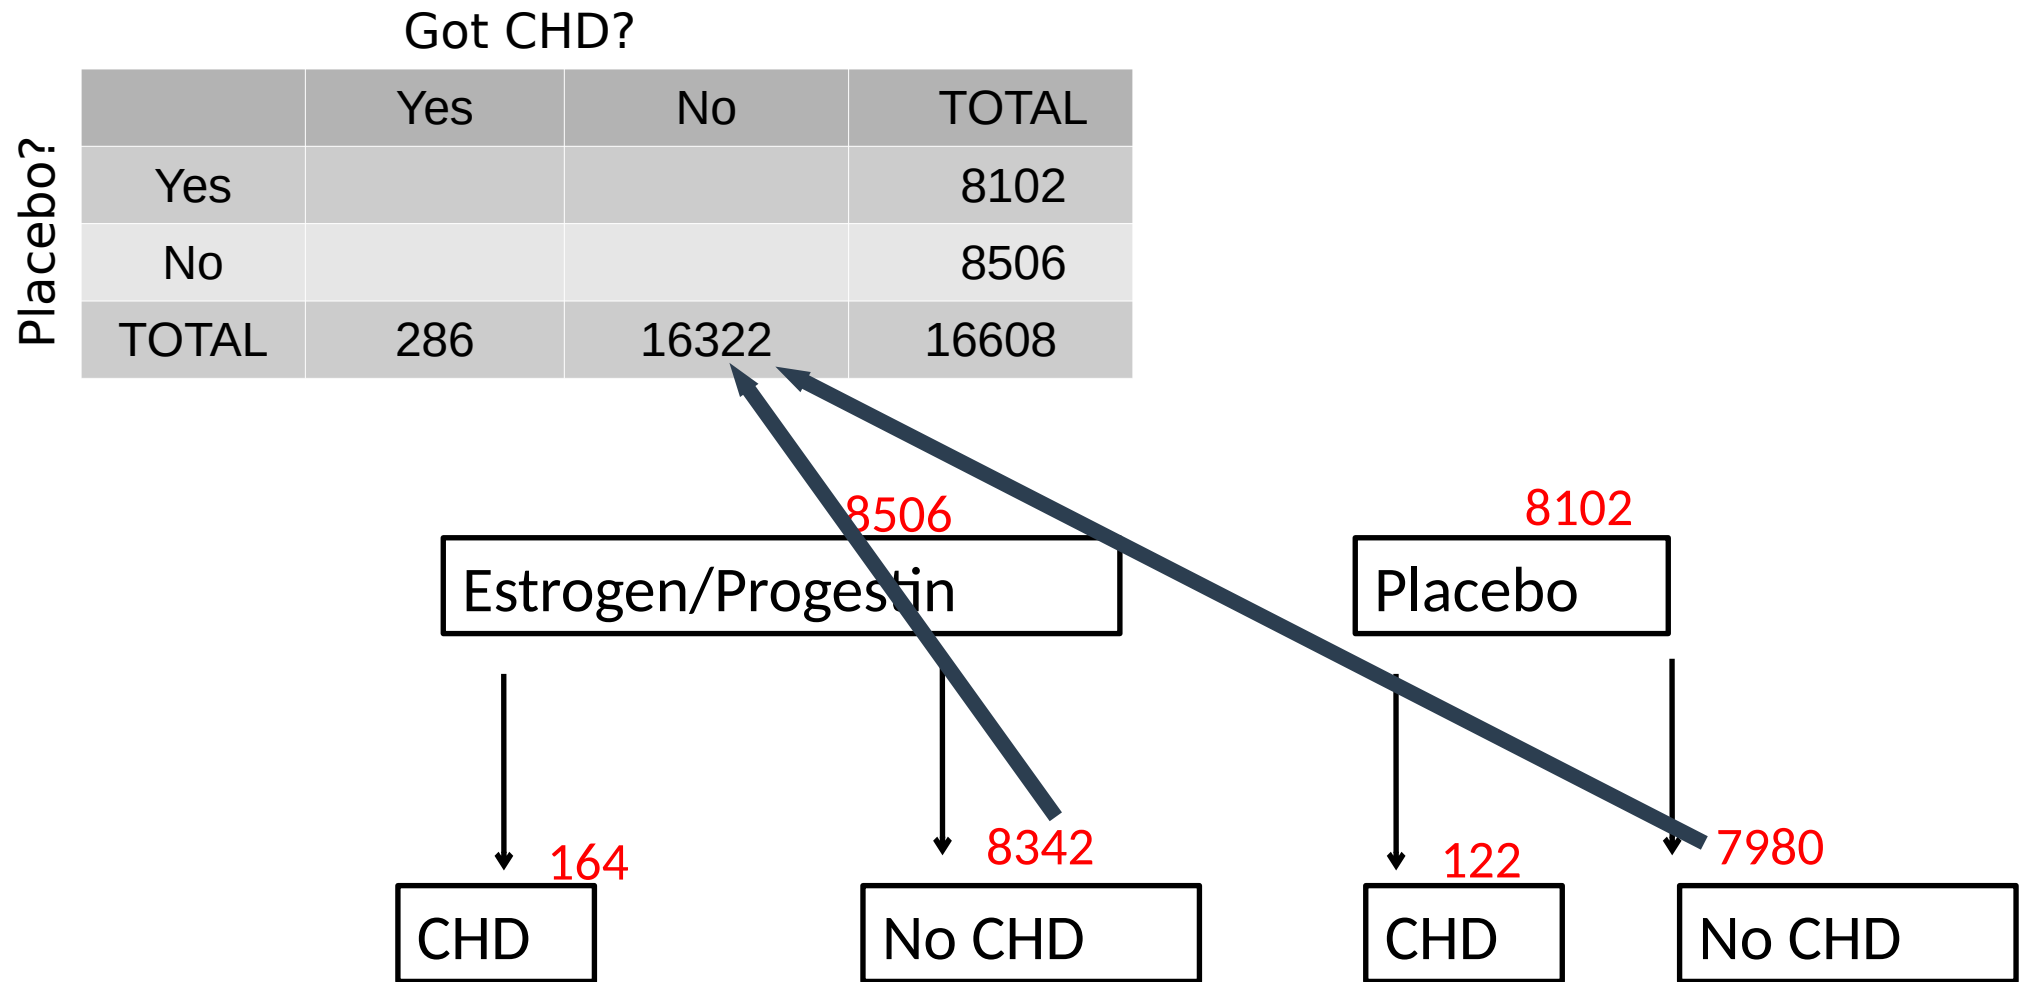 Got CHD?
Placebo?
Yes No TOTAL
Yes 8102
No 8506
TOTAL 286 16322 16608
8506 8102
Estrogen/Progestin Placebo
164 8342 122 7980
CHD No CHD CHD No CHD